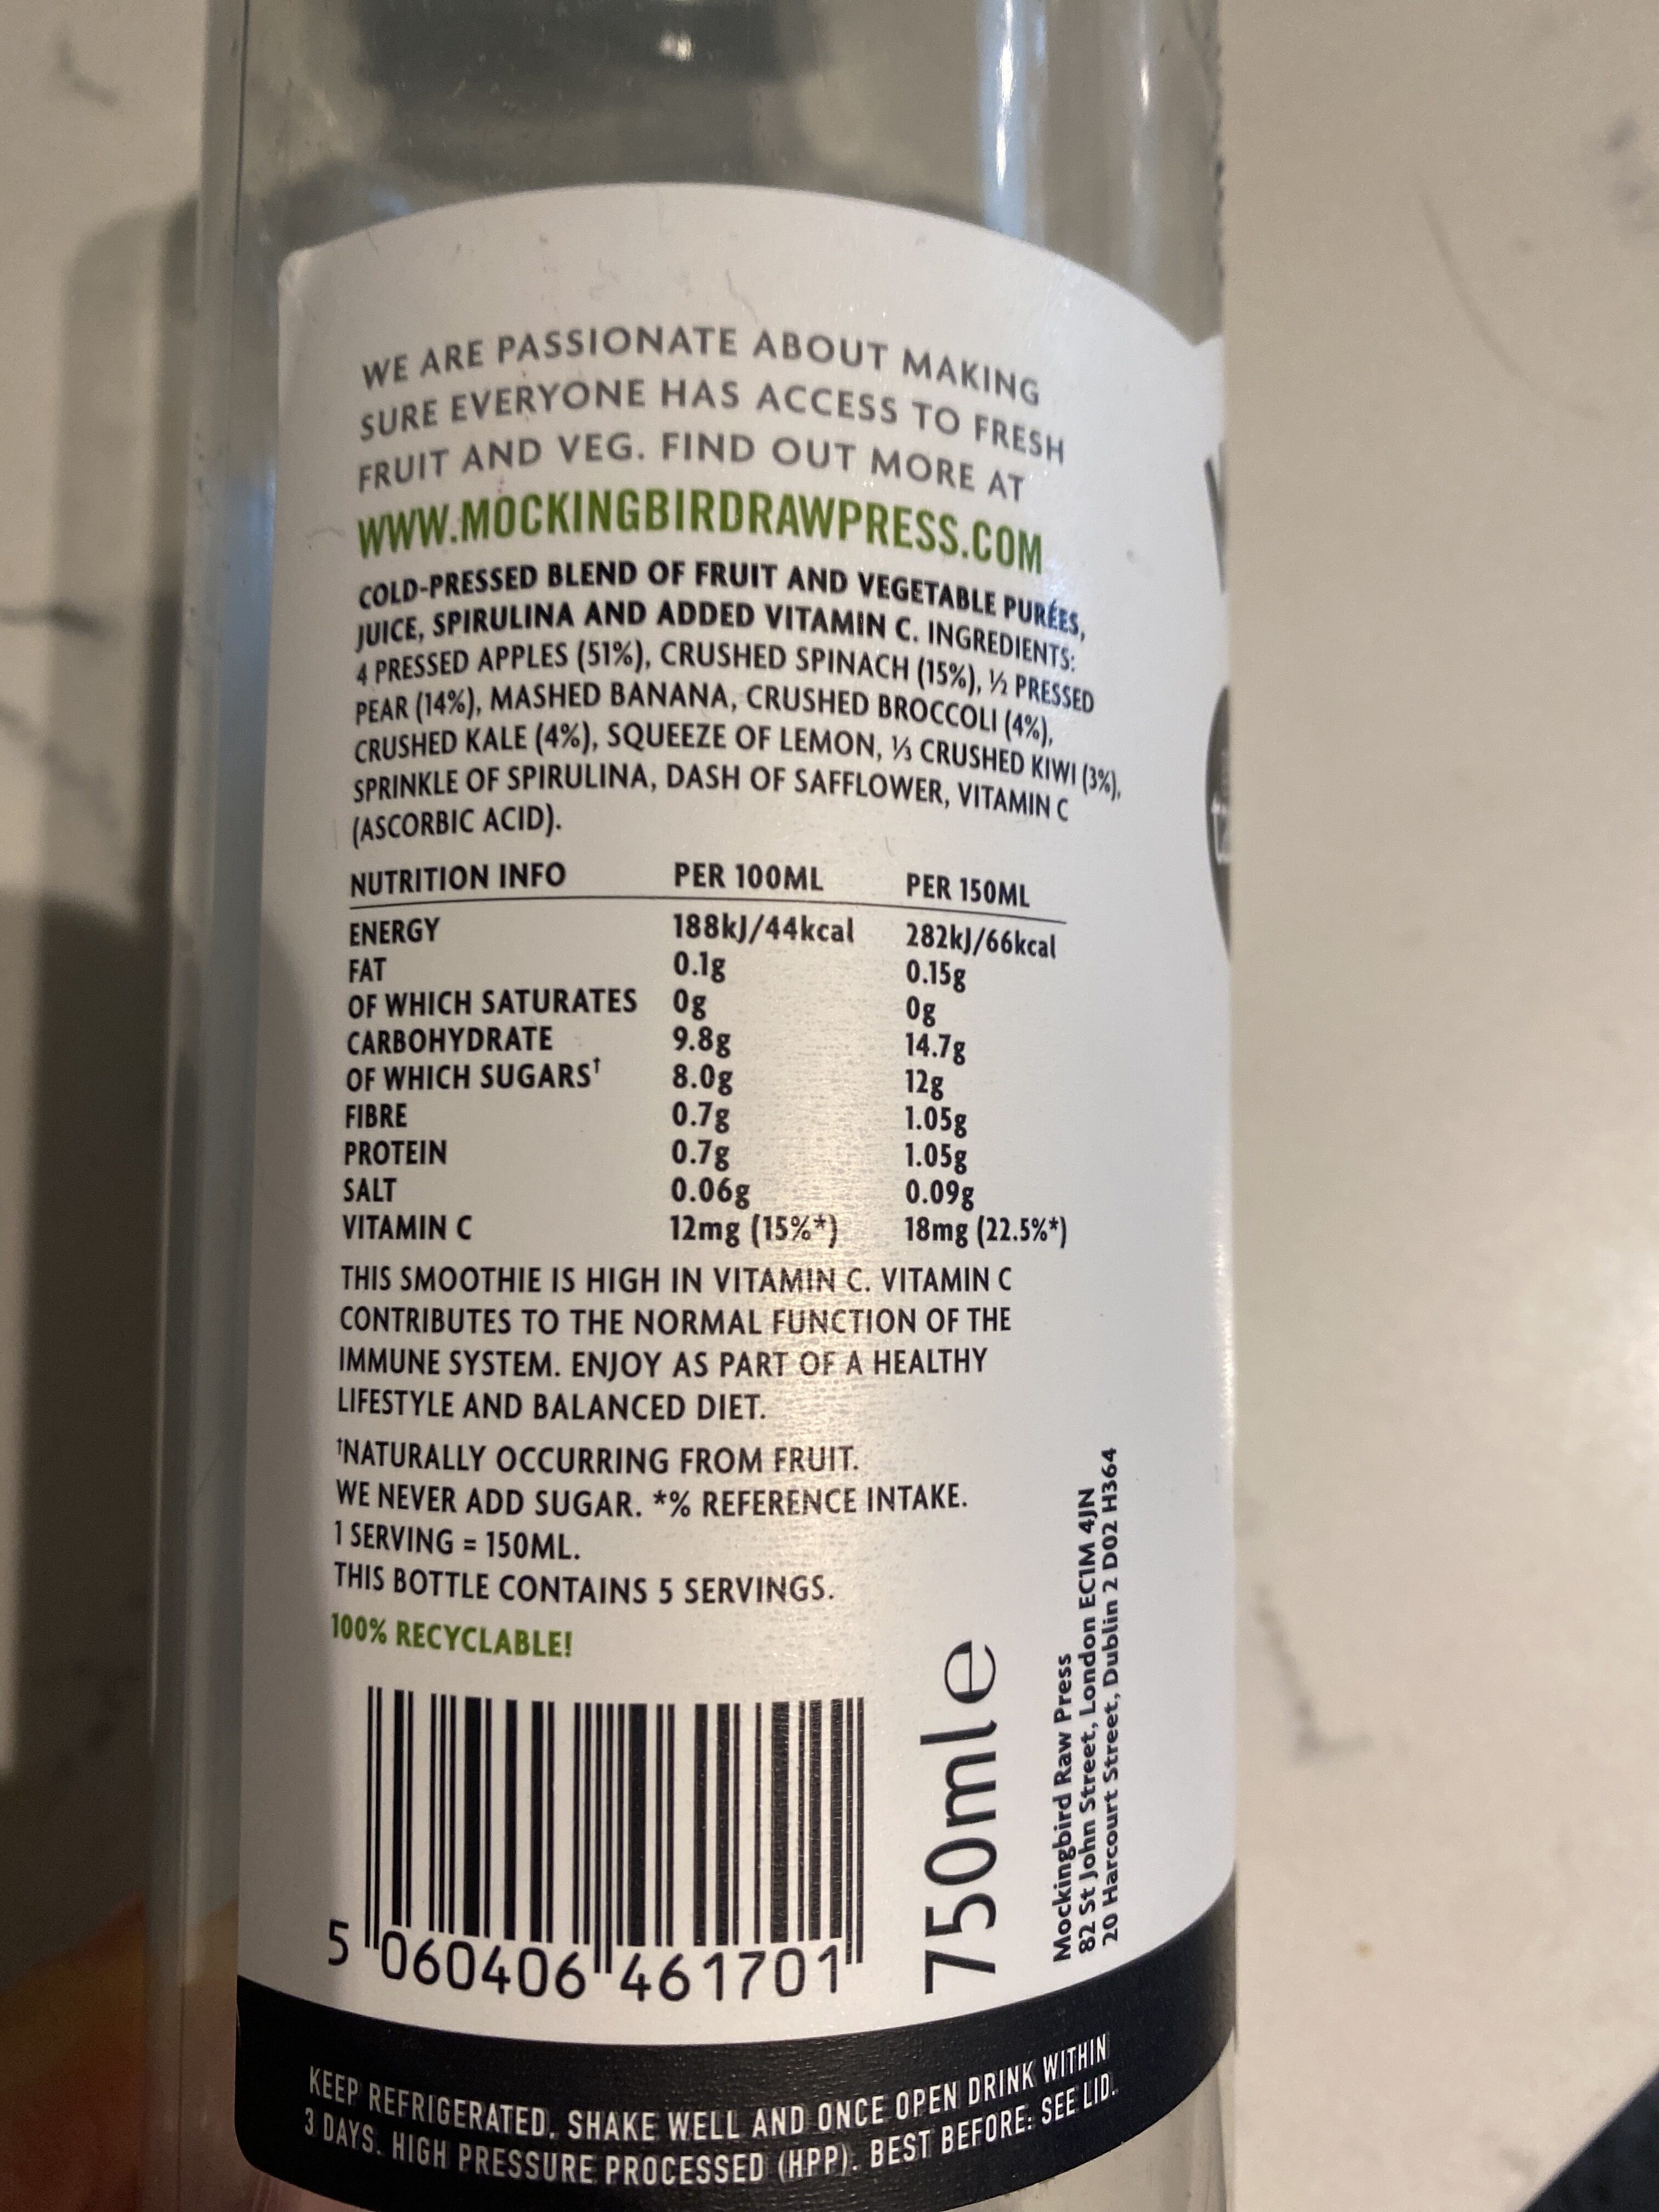 WE ARE PASSIONATE ABOUT MAKING
SURE EVERYONE HAS ACCESS TO FRESH
FRUIT AND VEG. FIND OUT MORE AT
WWW.MOCKINGBIRDRAWPRESS.COM
COLD-PRESSED BLEND OF FRUIT AND VEGETABLE PURÉES,
JUICE, SPIRULINA AND ADDED VITAMIN C. INGREDIENTS:
4 PRESSED APPLES (51%), CRUSHED SPINACH (15%), ½ PRESSED
PEAR (14%), MASHED BANANA, CRUSHED BROCCOLI (4%),
CRUSHED KALE (4%), SQUEEZE OF LEMON, ⅓ CRUSHED KIWI (3%),
SPRINKLE OF SPIRULINA, DASH OF SAFFLOWER, VITAMIN C
(ASCORBIC ACID).
NUTRITION INFO PER 100ML PER 150ML
ENERGY 188kJ/44kcal 282kJ/66kcal
FAT 0.1g 0.15g
OF WHICH SATURATES 0g 0g
CARBOHYDRATE 9.8g 14.7g
OF WHICH SUGARS† 8.0g 12g
FIBRE 0.7g 1.05g
PROTEIN 0.7g 1.05g
SALT 0.06g 0.09g
VITAMIN C 12mg (15%*) 18mg (22.5%*)
THIS SMOOTHIE IS HIGH IN VITAMIN C. VITAMIN C
CONTRIBUTES TO THE NORMAL FUNCTION OF THE
IMMUNE SYSTEM. ENJOY AS PART OF A HEALTHY
LIFESTYLE AND BALANCED DIET.
†NATURALLY OCCURRING FROM FRUIT.
WE NEVER ADD SUGAR. *% REFERENCE INTAKE.
1 SERVING = 150ML.
THIS BOTTLE CONTAINS 5 SERVINGS.
100% RECYCLABLE!
5 060406 461701
750ml e
Mockingbird Raw Press
82 St John Street, London EC1M 4JN
20 Harcourt Street, Dublin 2 D02 H364
KEEP REFRIGERATED. SHAKE WELL AND ONCE OPEN DRINK WITHIN
3 DAYS. HIGH PRESSURE PROCESSED (HPP). BEST BEFORE: SEE LID.